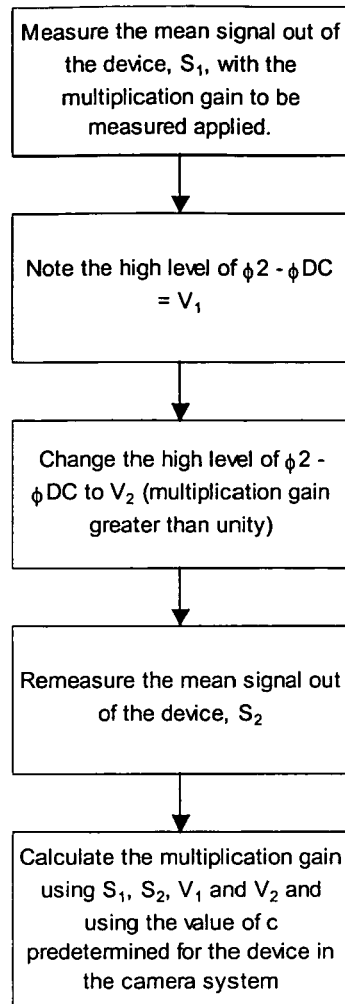 Measure the mean signal out of
the device, S₁, with the
multiplication gain to be
measured applied.
Note the high level of ϕ2 - ϕDC
= V₁
Change the high level of ϕ2 -
ϕDC to V₂ (multiplication gain
greater than unity)
Remeasure the mean signal out
of the device, S₂
Calculate the multiplication gain
using S₁, S₂, V₁ and V₂ and
using the value of c
predetermined for the device in
the camera system